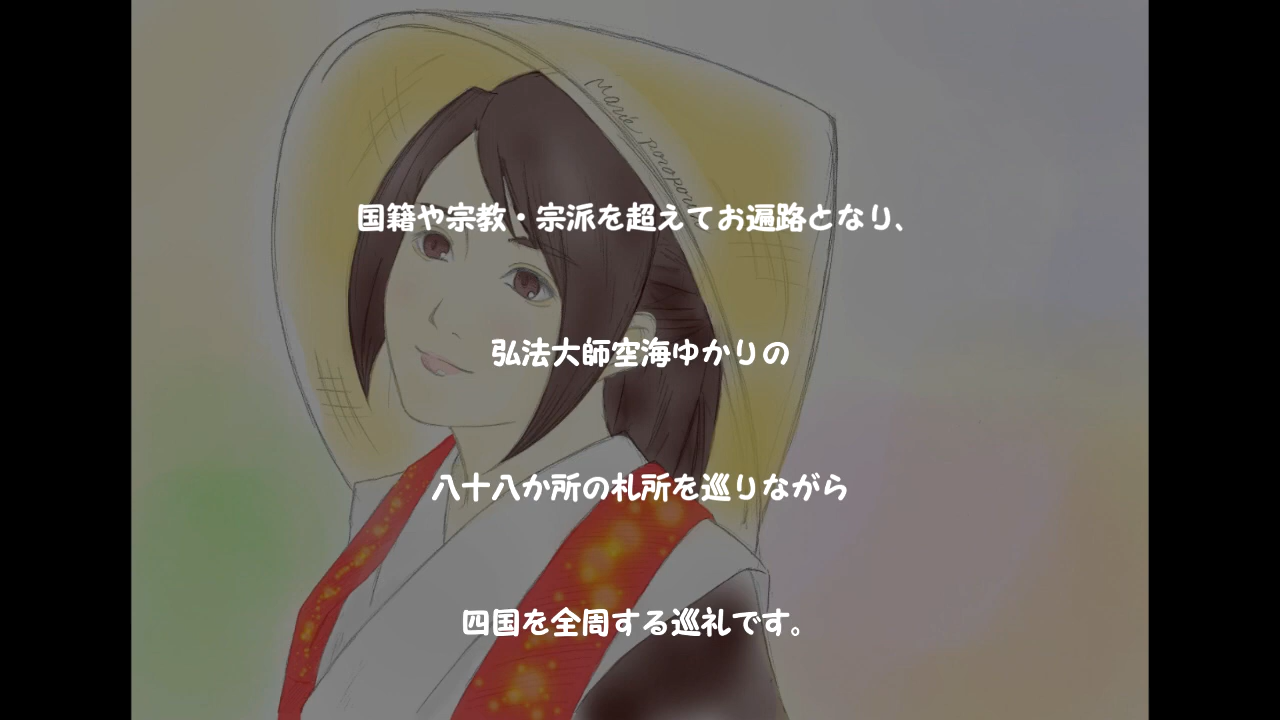 Marie poroporo
国籍や宗教・宗派を超えてお遍路となり、
弘法大師空海ゆかりの
八十八か所の札所を巡りながら
四国を全周する巡礼です。